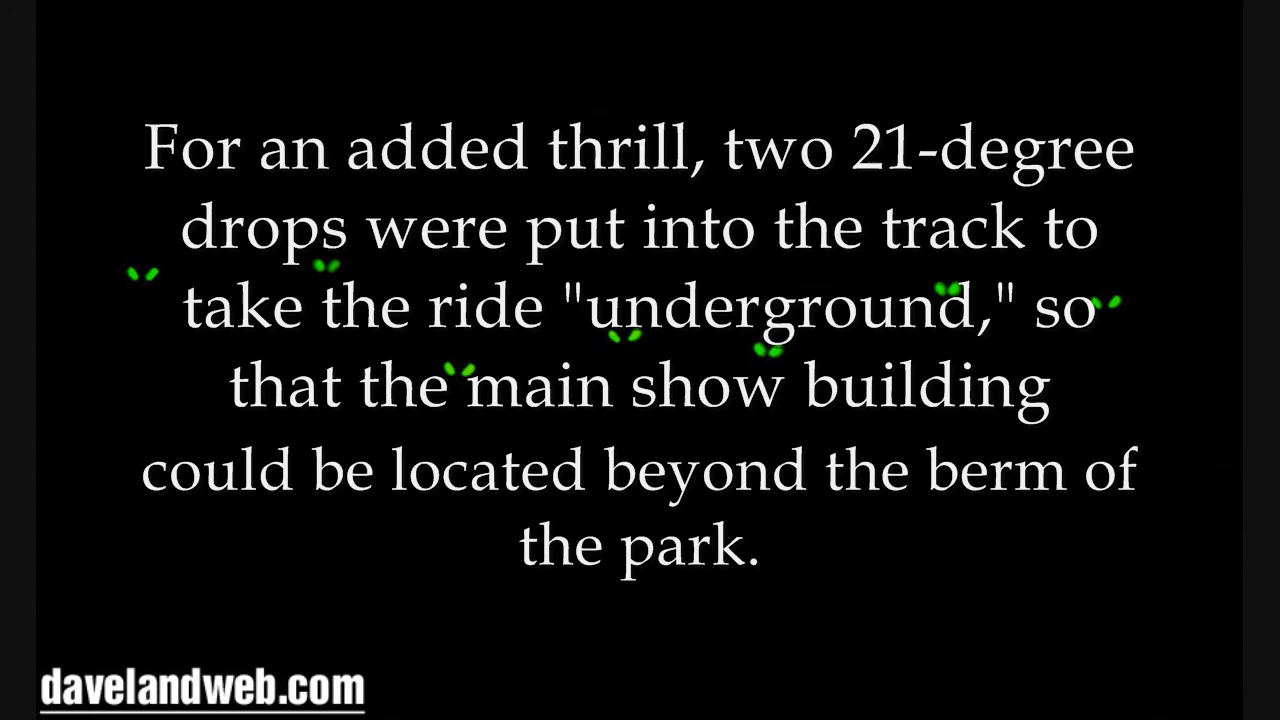 For an added thrill, two 21-degree
drops were put into the track to
take the ride "underground," so
that the main show building
could be located beyond the berm of
the park.
davelandweb.com